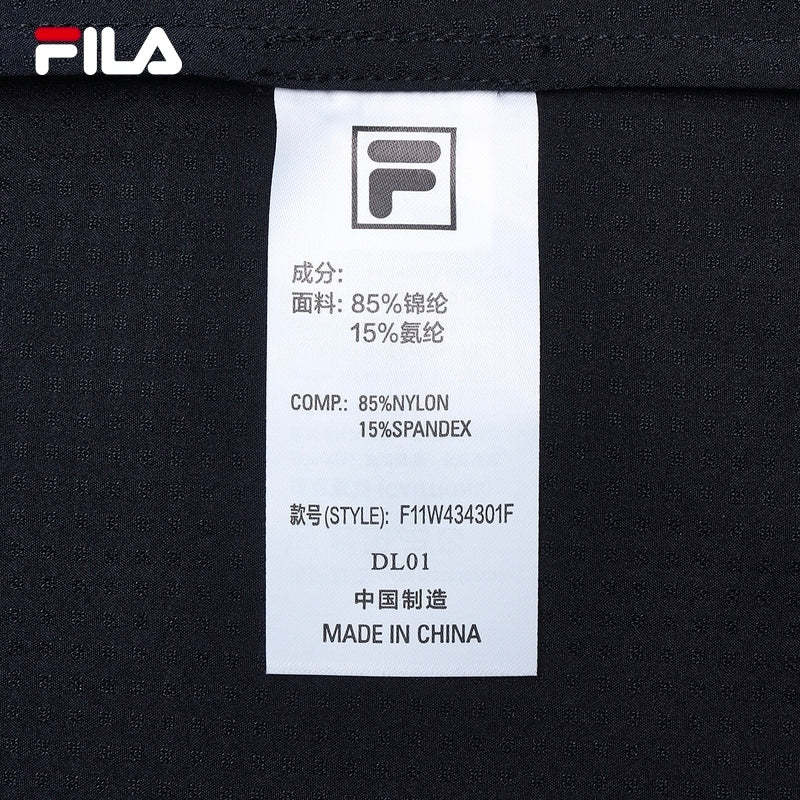 FILA
F
成分:
面料: 85%锦纶
15%氨纶
COMP.: 85%NYLON
15%SPANDEX
款号(STYLE): F11W434301F
DL01
中国制造
MADE IN CHINA